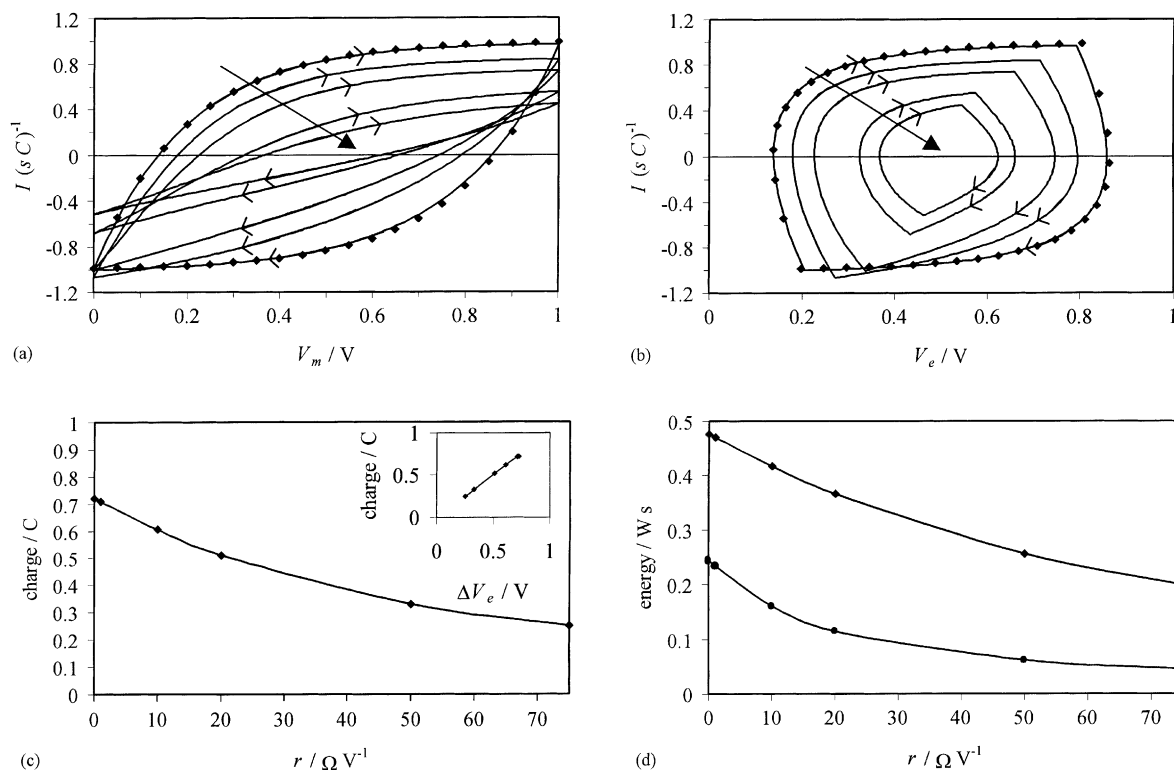 1.2
0.8
0.4
0
-0.4
-0.8
-1.2
I (s C)⁻¹
0 0.2 0.4 0.6 0.8 1
(a)
V_m / V
1.2
0.8
0.4
0
-0.4
-0.8
-1.2
I (s C)⁻¹
0 0.2 0.4 0.6 0.8 1
(b)
V_e / V
1
0.9
0.8
0.7
0.6
0.5
0.4
0.3
0.2
0.1
0
charge / C
1
0.5
0
charge / C
0 0.5 1
ΔV_e / V
0 10 20 30 40 50 60 70
(c)
r / Ω V⁻¹
0.5
0.4
0.3
0.2
0.1
0
energy / W s
0 10 20 30 40 50 60 70
(d)
r / Ω V⁻¹